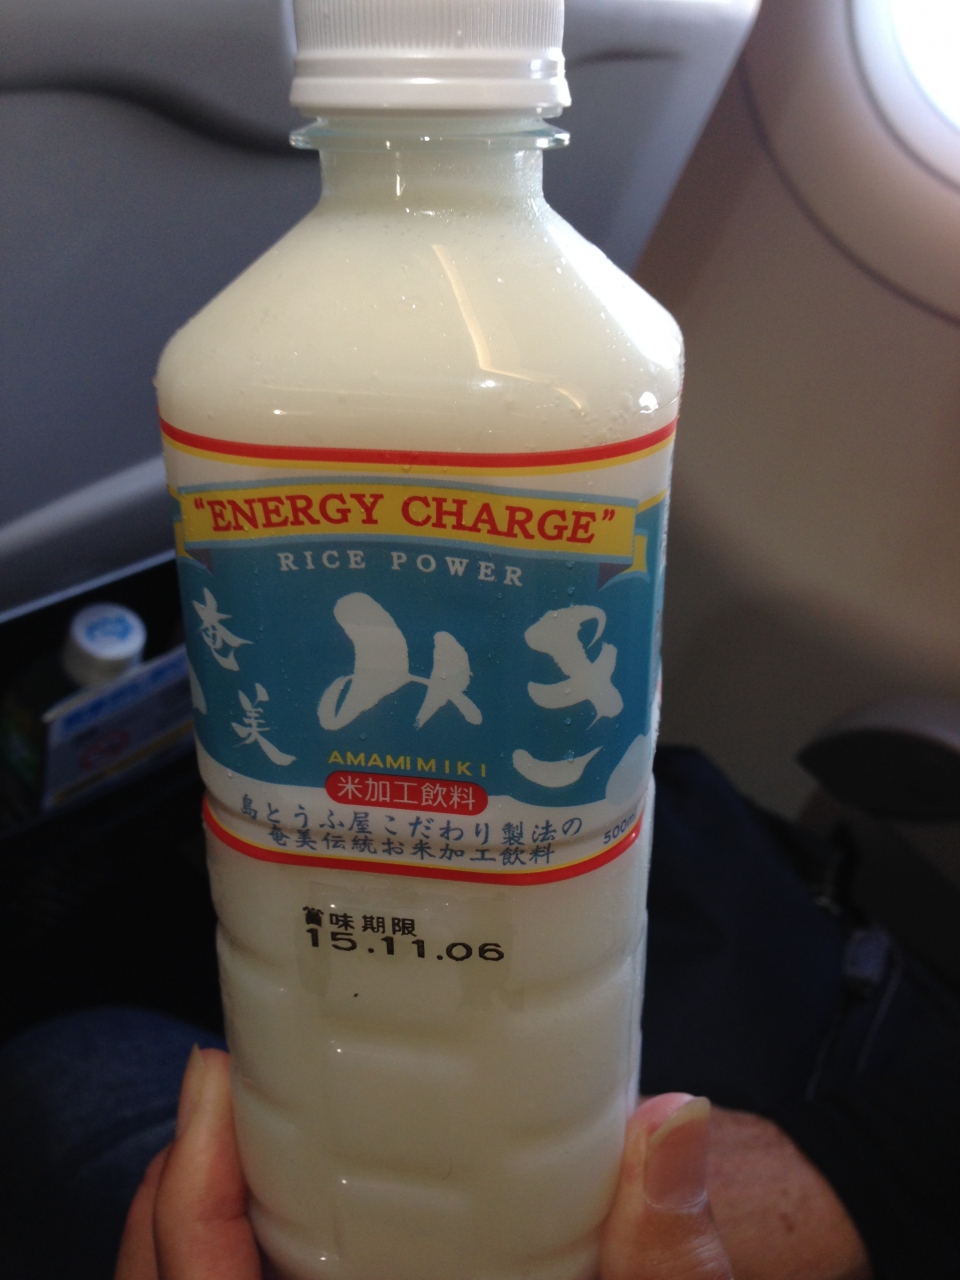 "ENERGY CHARGE"
RICE POWER
奄美
みき
AMAMIMIKI
米加工飲料
島とうふ屋こだわり製法の
奄美伝統お米加工飲料
500m
賞味期限
15.11.06